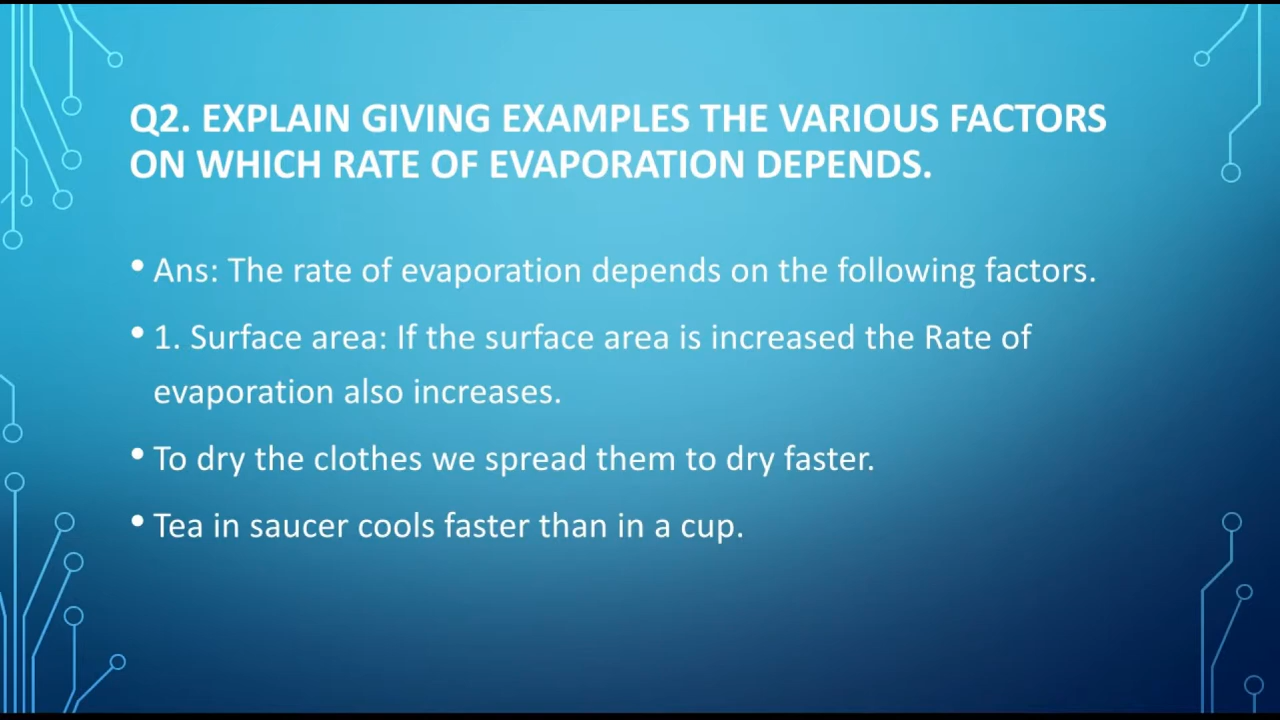 Q2. EXPLAIN GIVING EXAMPLES THE VARIOUS FACTORS
ON WHICH RATE OF EVAPORATION DEPENDS.
• Ans: The rate of evaporation depends on the following factors.
• 1. Surface area: If the surface area is increased the Rate of
evaporation also increases.
• To dry the clothes we spread them to dry faster.
• Tea in saucer cools faster than in a cup.